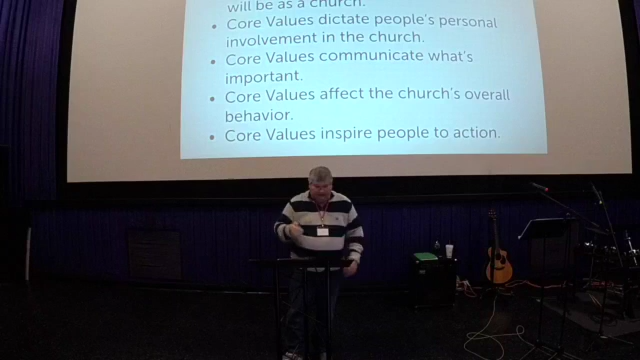 will be as a church.
• Core Values dictate people's personal
involvement in the church.
• Core Values communicate what's
important.
• Core Values affect the church's overall
behavior.
• Core Values inspire people to action.